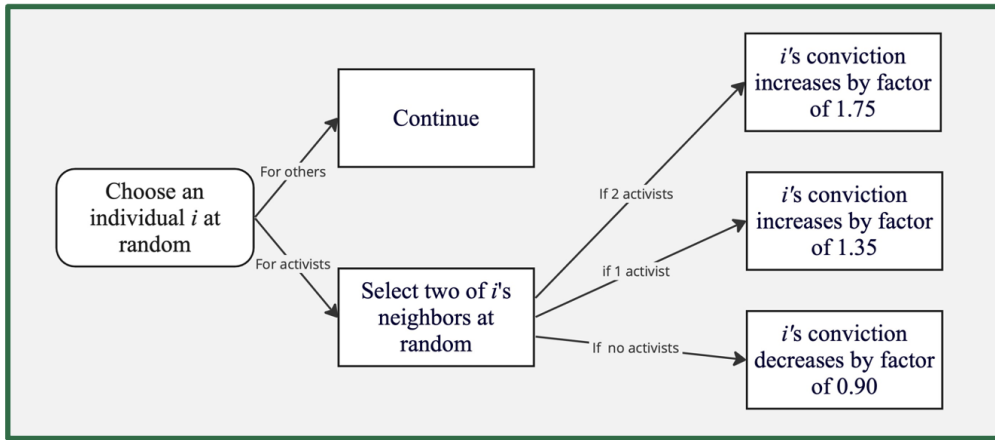 Choose an
individual i at
random
For others
For activists
Continue
Select two of i's
neighbors at
random
If 2 activists
if 1 activist
If no activists
i's conviction
increases by factor
of 1.75
i's conviction
increases by factor
of 1.35
i's conviction
decreases by factor
of 0.90